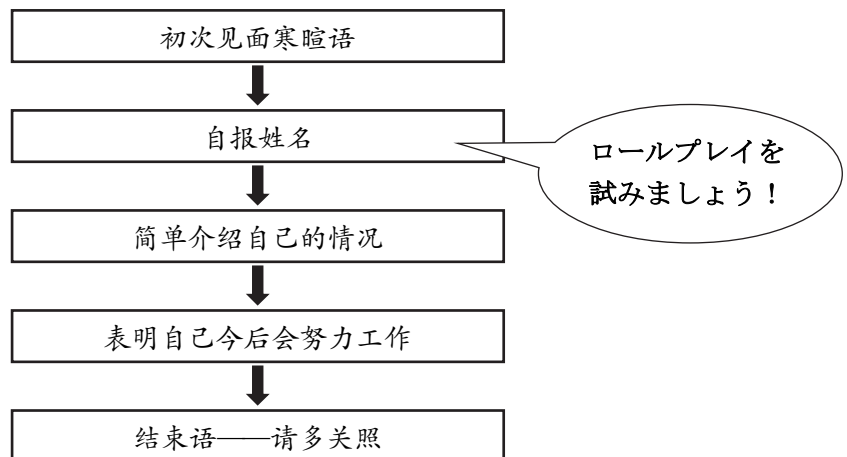 初次见面寒暄语
自报姓名
ロールプレイを
試みましょう！
简单介绍自己的情况
表明自己今后会努力工作
结束语——请多关照